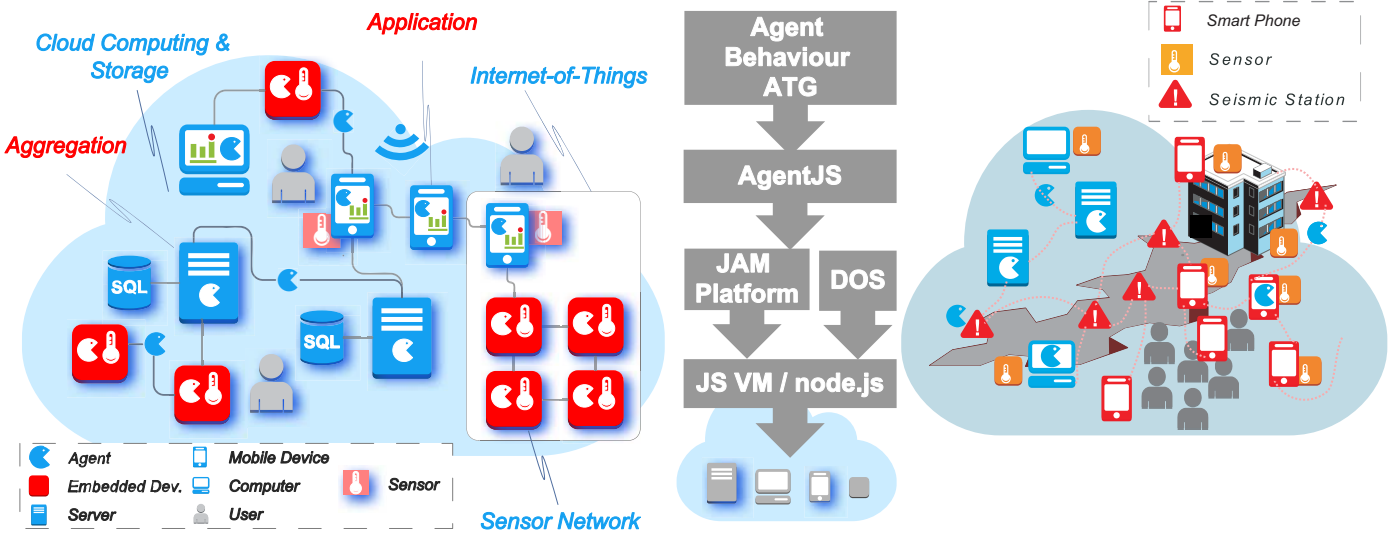 Application
Cloud Computing &
Storage
Internet-of-Things
Aggregation
SQL
SQL
Agent
Embedded Dev.
Server
Mobile Device
Computer
User
Sensor
Sensor Network
Agent
Behaviour
ATG
AgentJS
JAM
Platform
DOS
JS VM / node.js
Smart Phone
Sensor
Seismic Station